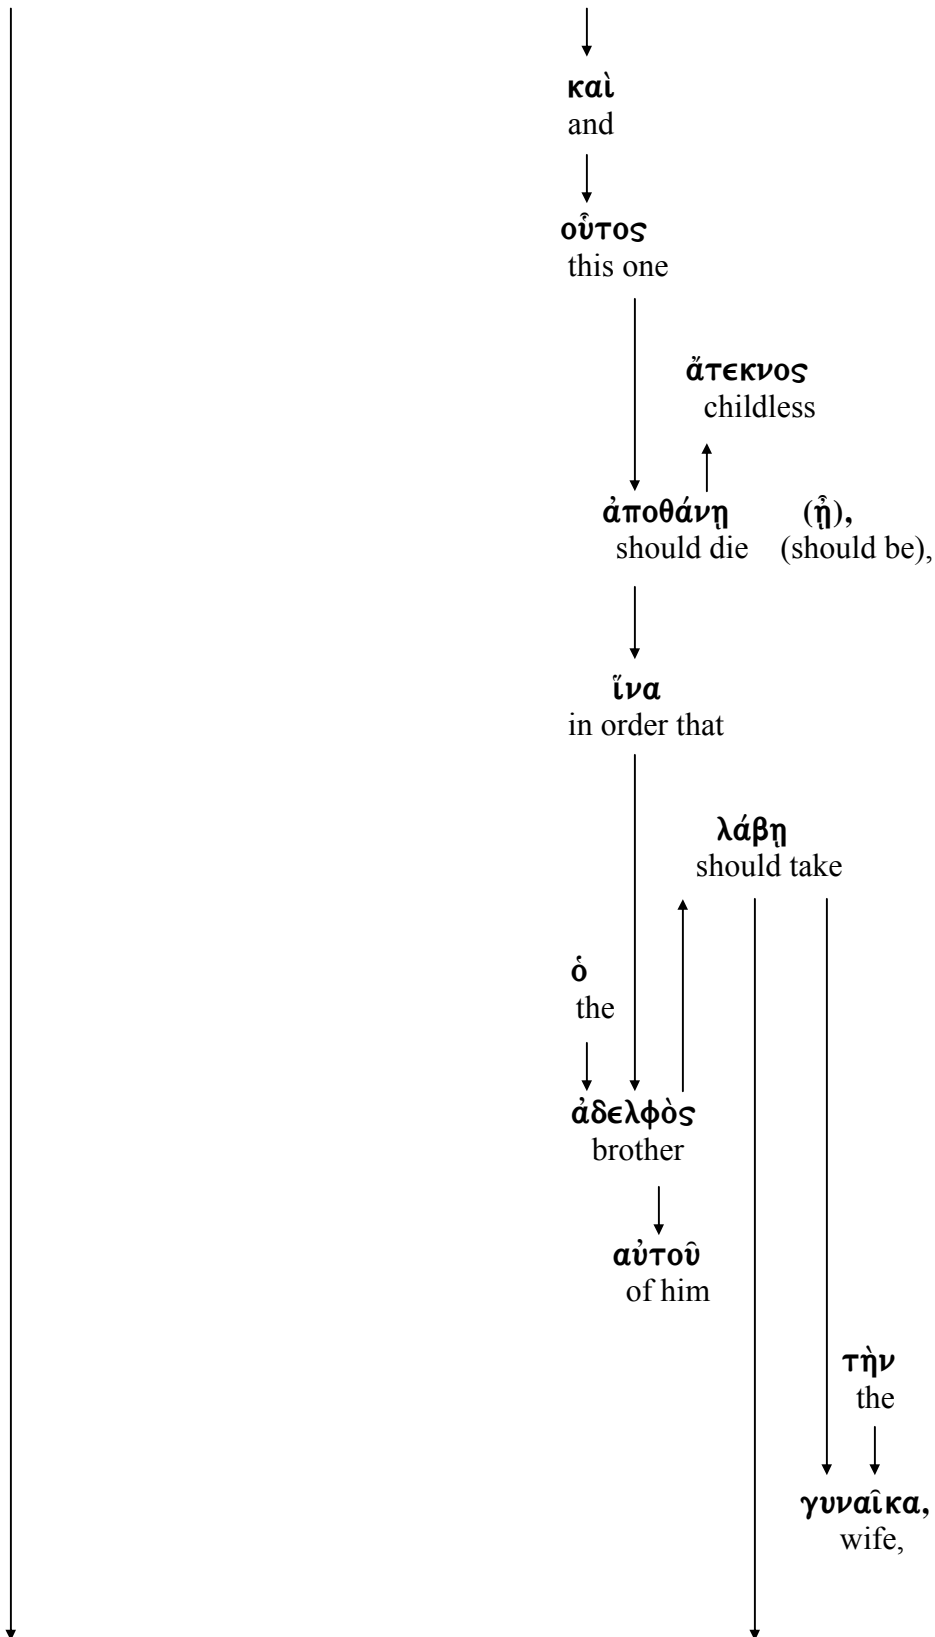 καὶ
and
οὗτος
this one
ἄτεκνος
childless
ἀποθάνῃ (ᾖ),
should die (should be),
ἵνα
in order that
λάβῃ
should take
ὁ
the
ἀδελφὸς
brother
αὐτοῦ
of him
τὴν
the
γυναῖκα,
wife,